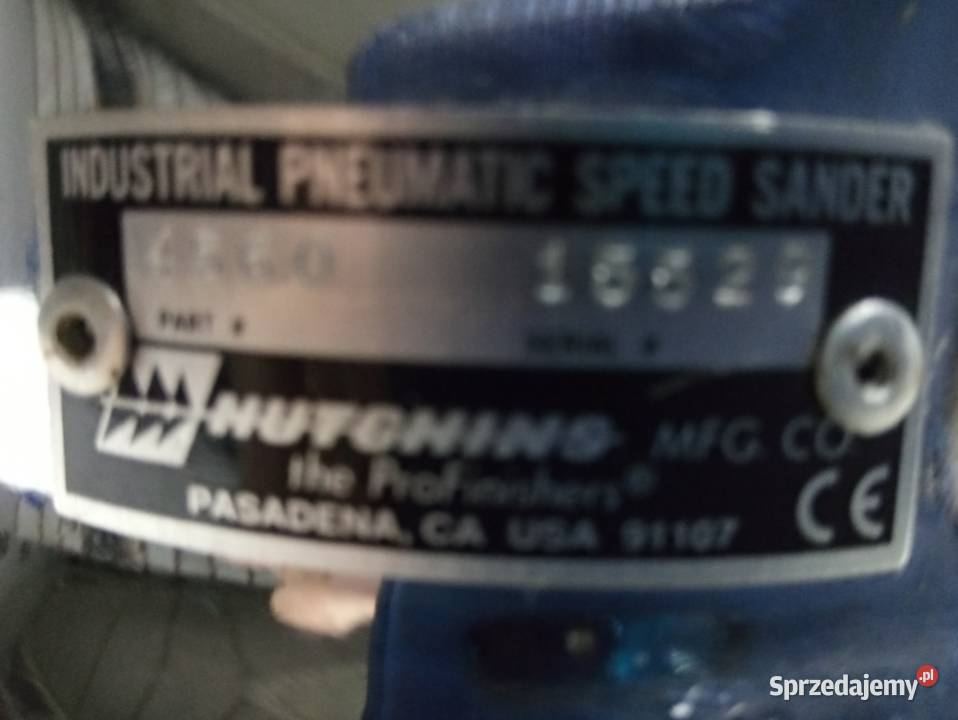 INDUSTRIAL PNEUMATIC SPEED SANDER
PART # SERIAL #
HUTCHINS MFG. CO
the ProFinishers®
PASADENA, CA USA 91107
CE
Sprzedajemy.pl